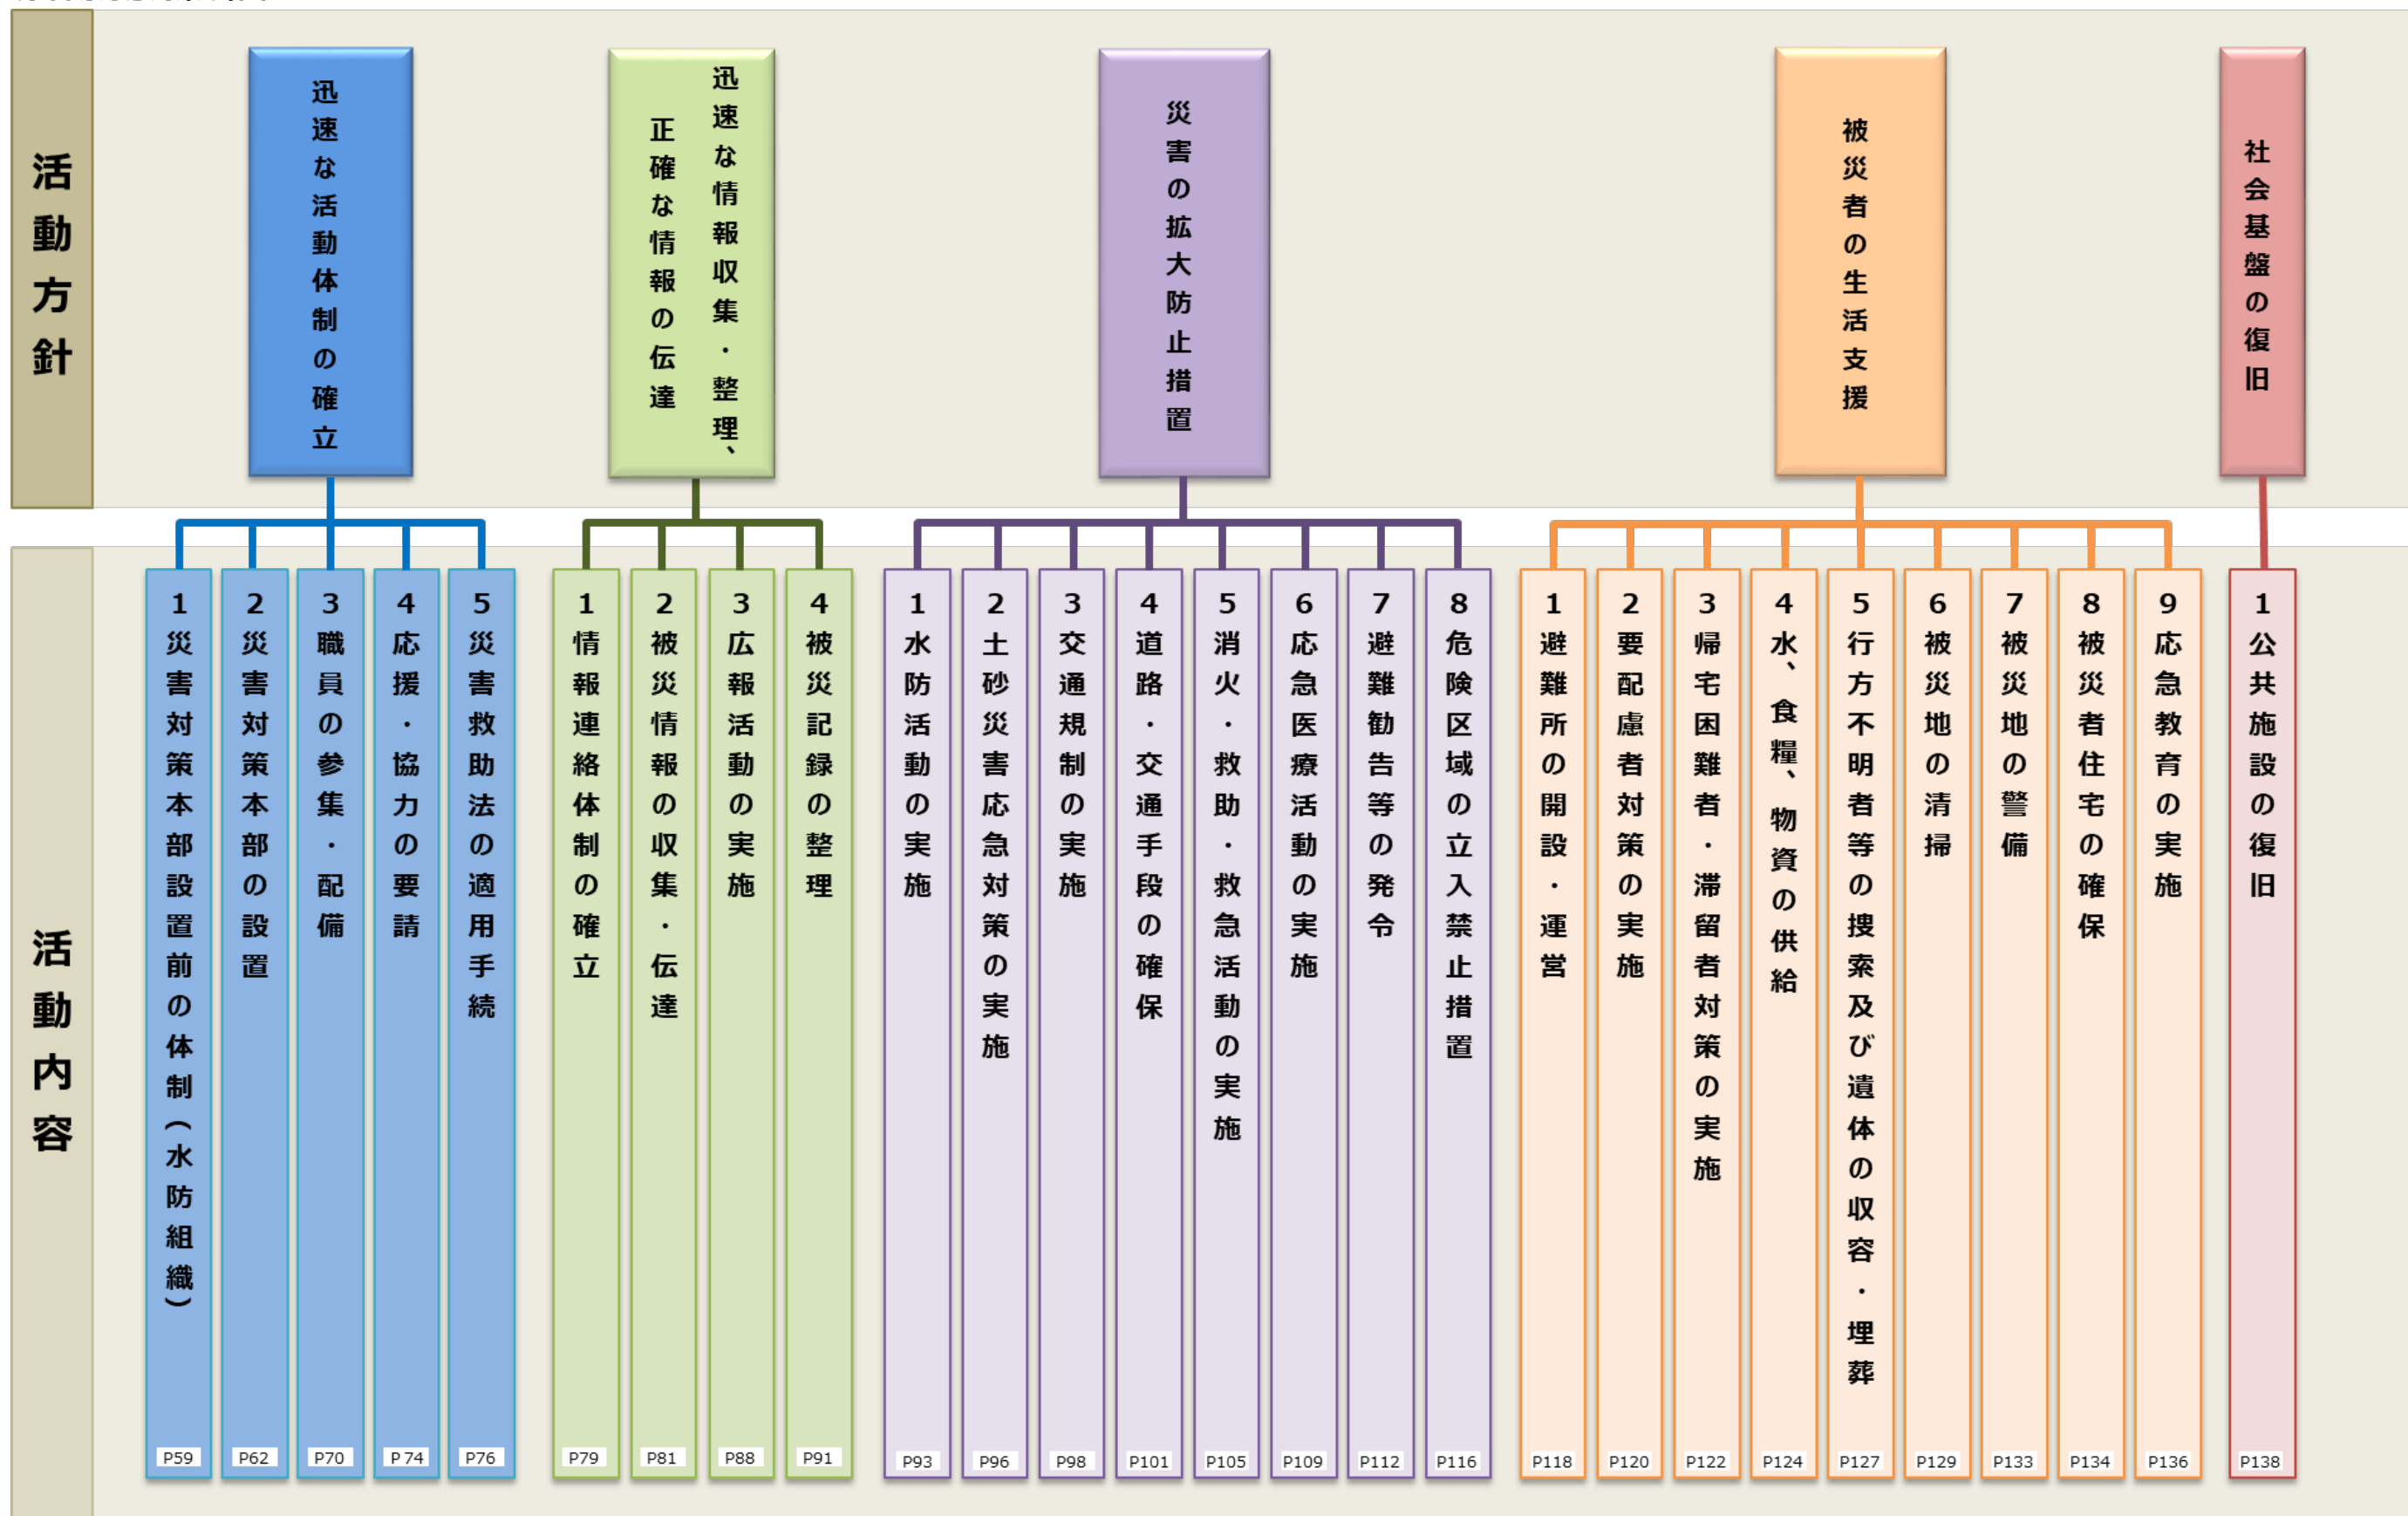 活動方針
迅速な活動体制の確立
迅速な情報収集・整理、
正確な情報の伝達
災害の拡大防止措置
被災者の生活支援
社会基盤の復旧
活動内容
1災害対策本部設置前の体制（水防組織）
P59
2災害対策本部の設置
P62
3職員の参集・配備
P70
4応援・協力の要請
P74
5災害救助法の適用手続
P76
1情報連絡体制の確立
P79
2被災情報の収集・伝達
P81
3広報活動の実施
P88
4被災記録の整理
P91
1水防活動の実施
P93
2土砂災害応急対策の実施
P96
3交通規制の実施
P98
4道路・交通手段の確保
P101
5消火・救助・救急活動の実施
P105
6応急医療活動の実施
P109
7避難勧告等の発令
P112
8危険区域の立入禁止措置
P116
1避難所の開設・運営
P118
2要配慮者対策の実施
P120
3帰宅困難者・滞留者対策の実施
P122
4水、食糧、物資の供給
P124
5行方不明者等の捜索及び遺体の収容・埋葬
P127
6被災地の清掃
P129
7被災地の警備
P133
8被災者住宅の確保
P134
9応急教育の実施
P136
1公共施設の復旧
P138